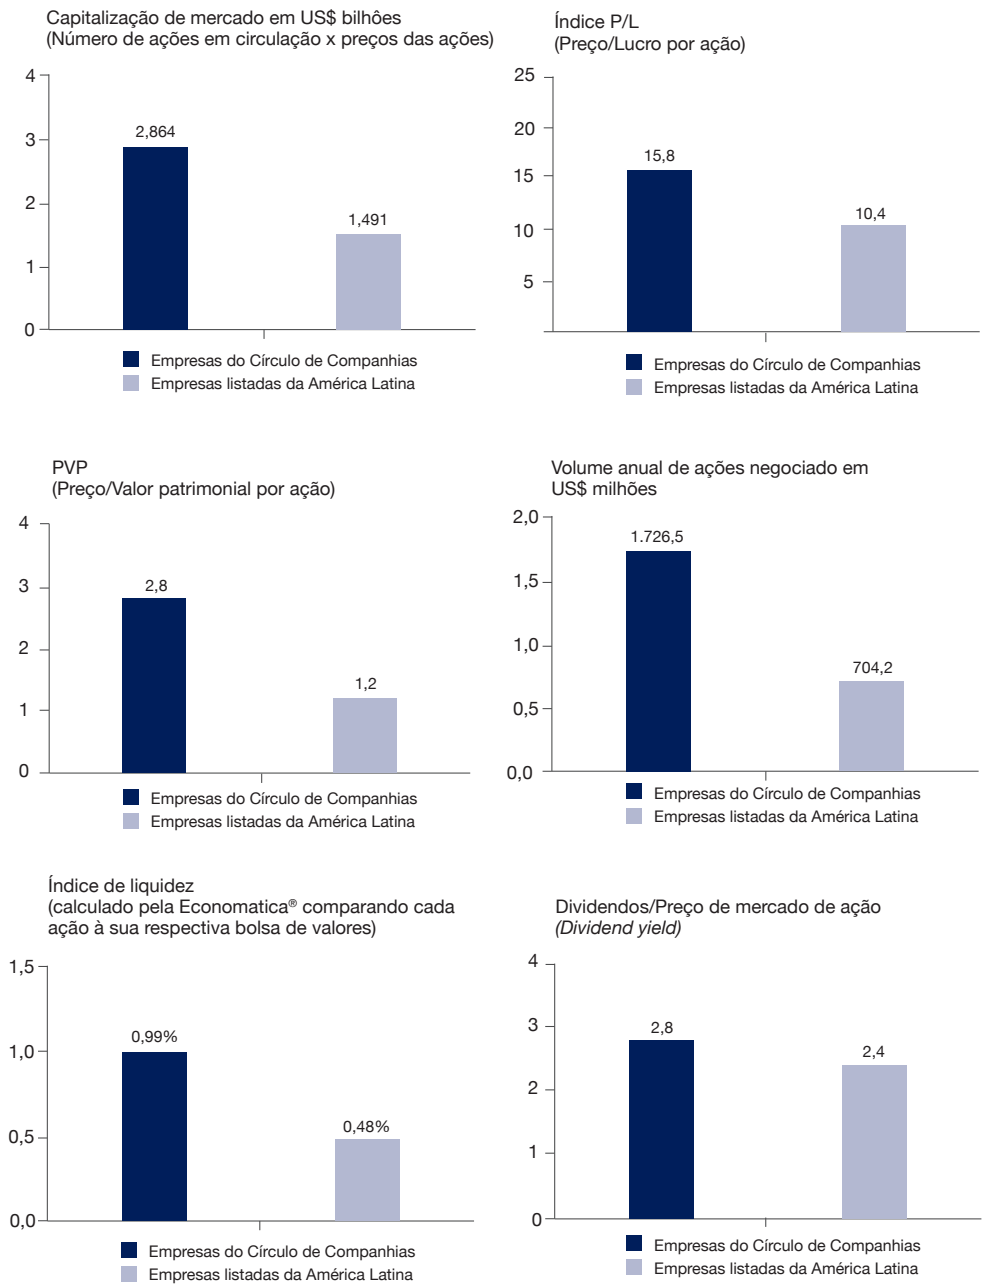 Capitalização de mercado em US$ bilhôes
(Número de ações em circulação x preços das ações)
4
3
2
1
0
2,864
1,491
Empresas do Círculo de Companhias
Empresas listadas da América Latina
Índice P/L
(Preço/Lucro por ação)
25
20
15
10
5
15,8
10,4
Empresas do Círculo de Companhias
Empresas listadas da América Latina
PVP
(Preço/Valor patrimonial por ação)
4
3
2
1
0
2,8
1,2
Empresas do Círculo de Companhias
Empresas listadas da América Latina
Volume anual de ações negociado em
US$ milhões
2,0
1,5
1,0
0,5
0,0
1.726,5
704,2
Empresas do Círculo de Companhias
Empresas listadas da América Latina
Índice de liquidez
(calculado pela Economatica® comparando cada
ação à sua respectiva bolsa de valores)
1,5
1,0
0,5
0,0
0,99%
0,48%
Empresas do Círculo de Companhias
Empresas listadas da América Latina
Dividendos/Preço de mercado de ação
(Dividend yield)
4
3
2
1
0
2,8
2,4
Empresas do Círculo de Companhias
Empresas listadas da América Latina